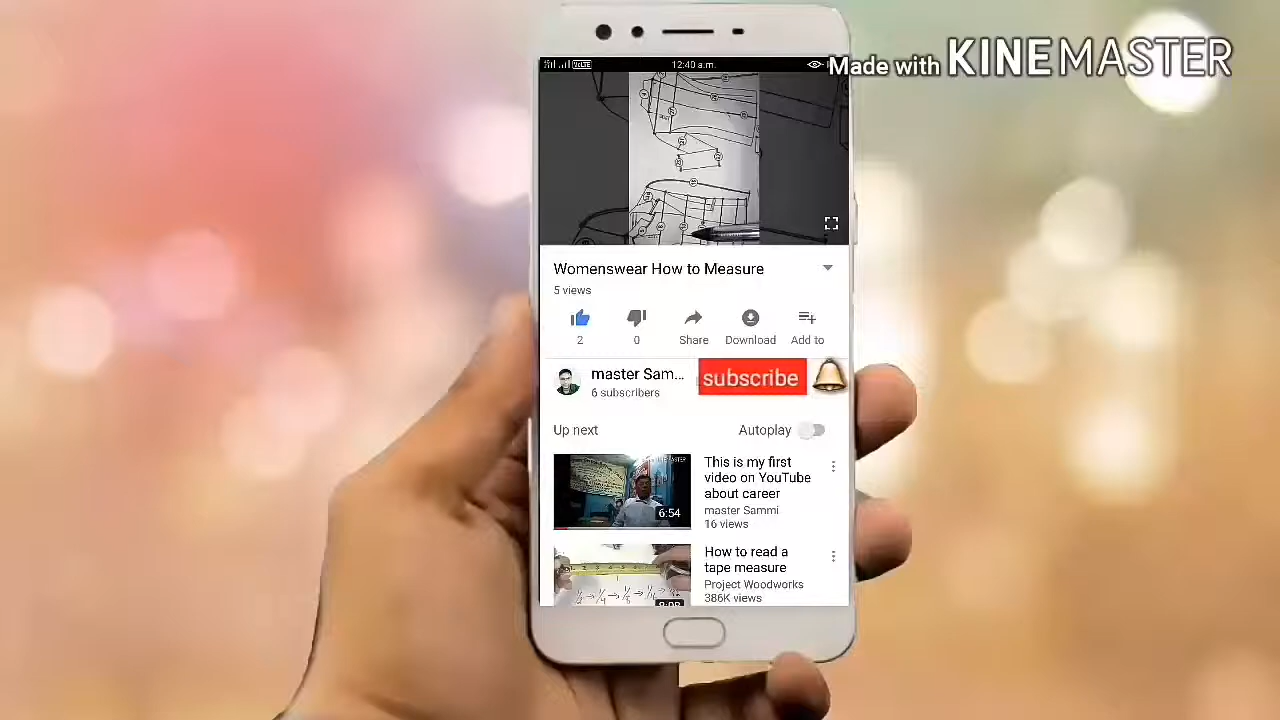 Made with KINEMASTER
VoLTE 12:40 a.m.
Womenswear How to Measure
5 views
2
0
Share
Download
Add to
master Sam...
6 subscribers
subscribe
Up next
Autoplay
6:54
This is my first
video on YouTube
about career
master Sammi
16 views
How to read a
tape measure
Project Woodworks
386K views